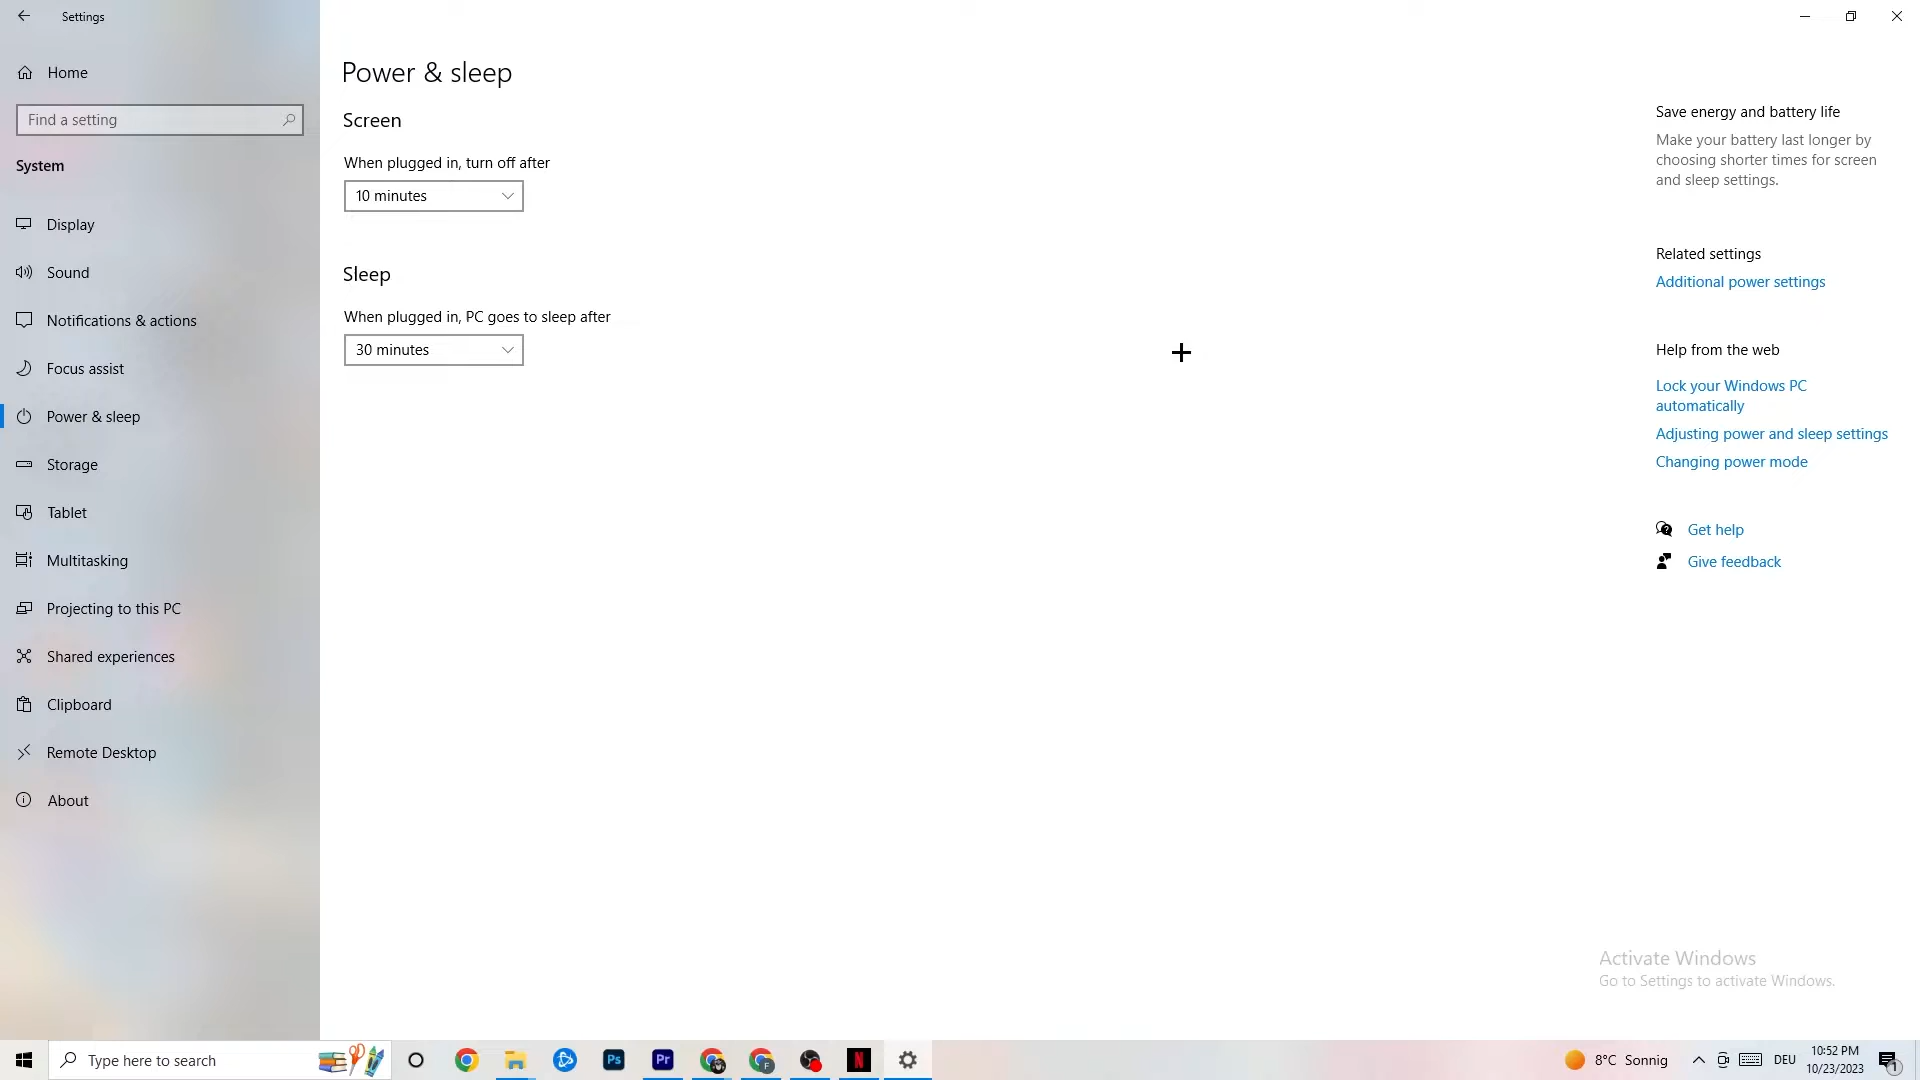 Settings
Home
Find a setting
System
Display
Sound
Notifications & actions
Focus assist
Power & sleep
Storage
Tablet
Multitasking
Projecting to this PC
Shared experiences
Clipboard
Remote Desktop
About
Power & sleep
Screen
When plugged in, turn off after
10 minutes
Sleep
When plugged in, PC goes to sleep after
30 minutes
Save energy and battery life
Make your battery last longer by
choosing shorter times for screen
and sleep settings.
Related settings
Additional power settings
Help from the web
Lock your Windows PC
automatically
Adjusting power and sleep settings
Changing power mode
Get help
Give feedback
Activate Windows
Go to Settings to activate Windows.
Type here to search
Ps
Pr
F
N
8°C Sonnig
DEU
10:52 PM
10/23/2023
1